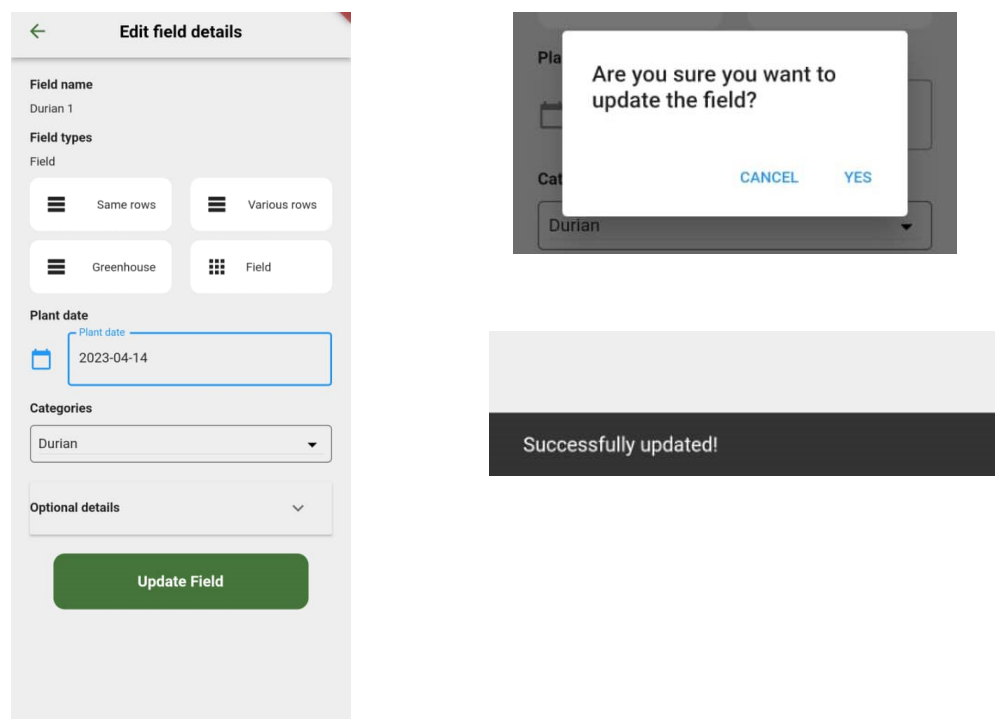 Edit field details
Field name
Durian 1
Field types
Field
Same rows
Various rows
Greenhouse
Field
Plant date
Plant date
2023-04-14
Categories
Durian
Optional details
Update Field
Pla
Are you sure you want to
update the field?
Cat
CANCEL
YES
Durian
Successfully updated!